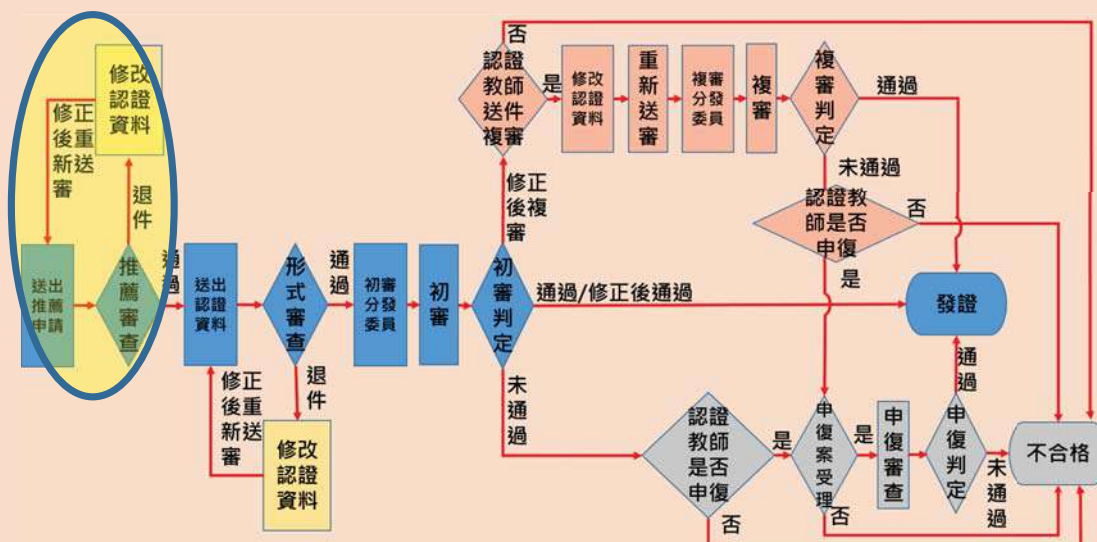 修改
認證
資料
修正
後重
新送
審
退件
送出
推薦
申請
推薦審查
通過
送出
認證
資料
形式審查
通過
初審
分發
委員
初審
初審判定
通過/修正後通過
發證
退件
修正
後重
新送
審
修改
認證
資料
修正
後複
審
認證
教師
送件
複審
否
是
修改
認證
資料
重新送審
複審
分發
委員
複審
複審判定
通過
未通過
認證教
師是否
申復
否
是
未通過
認證
教師
是否
申復
是
否
申復案受理
是
否
申復審查
申復判定
通過
未通過
不合格